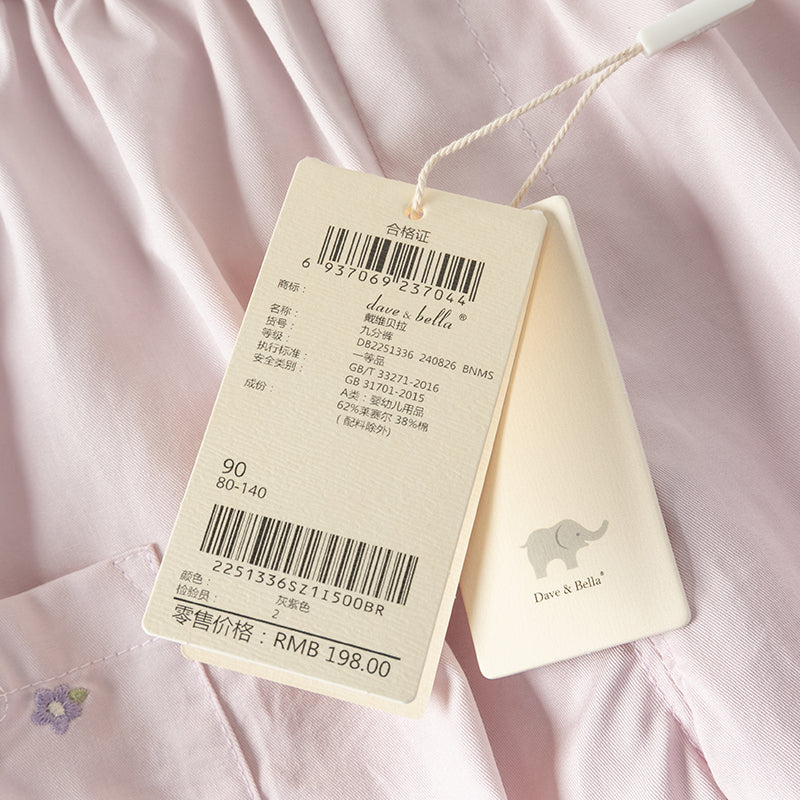 合格证
6 937069 237044
商标： dave & bella ®
戴维贝拉
名称： 九分裤
货号： DB2251336 240826 BNMS
等级： 一等品
执行标准： GB/T 33271-2016
GB 31701-2015
安全类别： A类：婴幼儿用品
成份： 62%莱赛尔 38%棉
(配料除外)
90
80-140
2251336SZ1I500BR
颜色： 灰紫色
检验员： 2
零售价格：RMB 198.00
Dave & Bella®